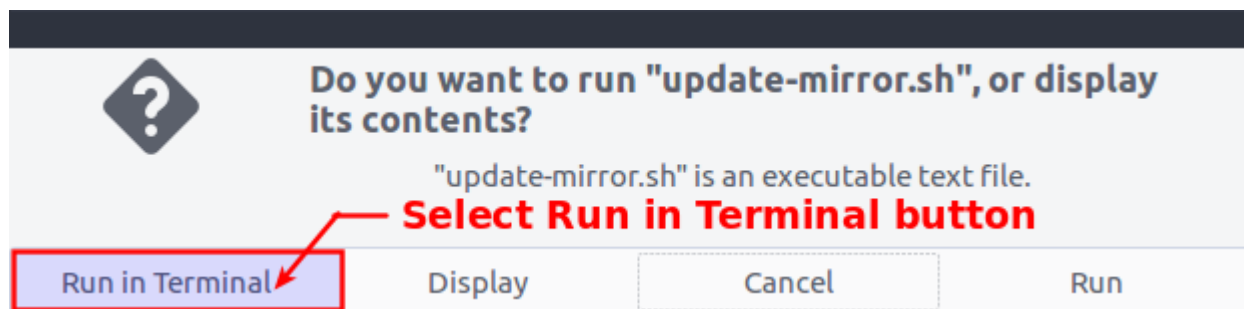 Do you want to run "update-mirror.sh", or display
its contents?
"update-mirror.sh" is an executable text file.
Select Run in Terminal button
Run in Terminal Display Cancel Run